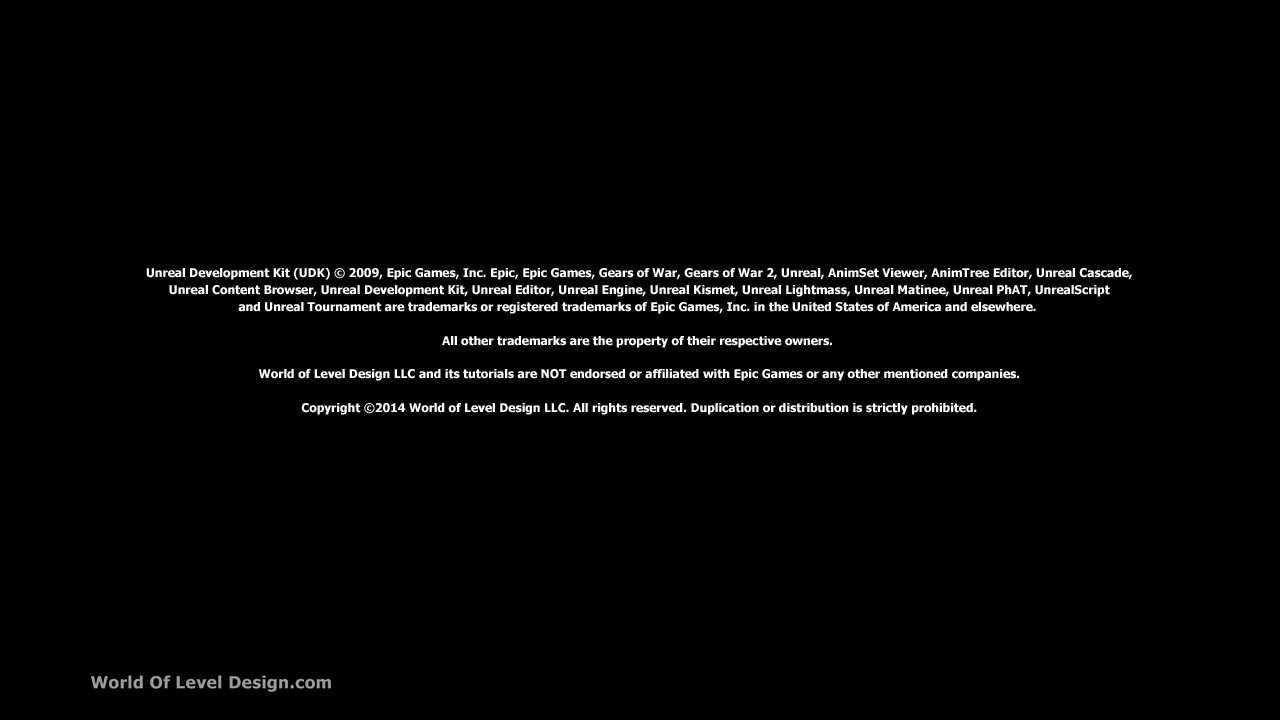 Unreal Development Kit (UDK) © 2009, Epic Games, Inc. Epic, Epic Games, Gears of War, Gears of War 2, Unreal, AnimSet Viewer, AnimTree Editor, Unreal Cascade,
Unreal Content Browser, Unreal Development Kit, Unreal Editor, Unreal Engine, Unreal Kismet, Unreal Lightmass, Unreal Matinee, Unreal PhAT, UnrealScript
and Unreal Tournament are trademarks or registered trademarks of Epic Games, Inc. in the United States of America and elsewhere.
All other trademarks are the property of their respective owners.
World of Level Design LLC and its tutorials are NOT endorsed or affiliated with Epic Games or any other mentioned companies.
Copyright ©2014 World of Level Design LLC. All rights reserved. Duplication or distribution is strictly prohibited.
World Of Level Design.com